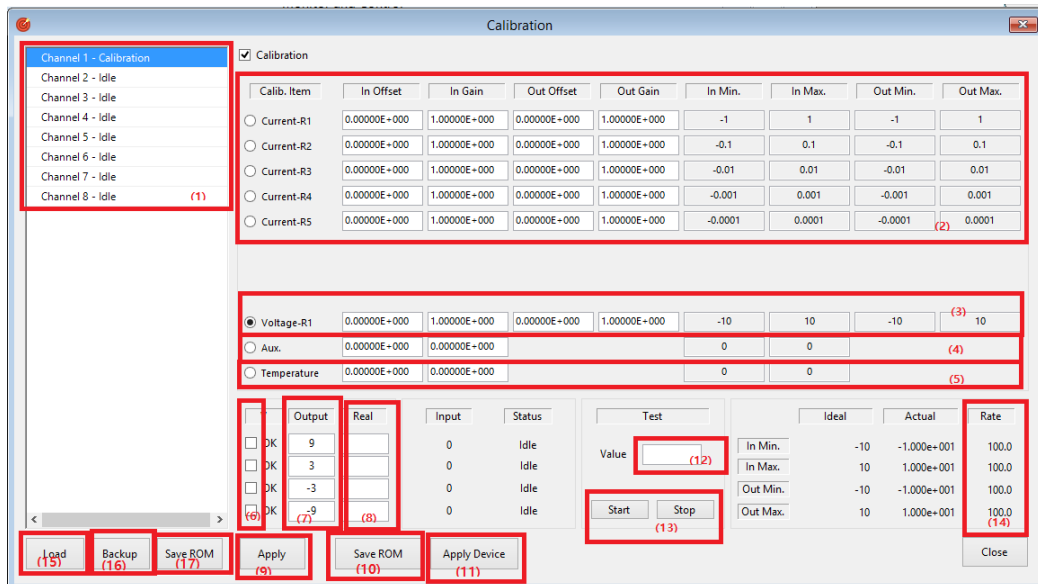 Calibration
Channel 1 - Calibration
Channel 2 - Idle
Channel 3 - Idle
Channel 4 - Idle
Channel 5 - Idle
Channel 6 - Idle
Channel 7 - Idle
Channel 8 - Idle (1)
Calibration
Calib. Item In Offset In Gain Out Offset Out Gain In Min. In Max. Out Min. Out Max.
Current-R1 0.00000E+000 1.00000E+000 0.00000E+000 1.00000E+000 -1 1 -1 1
Current-R2 0.00000E+000 1.00000E+000 0.00000E+000 1.00000E+000 -0.1 0.1 -0.1 0.1
Current-R3 0.00000E+000 1.00000E+000 0.00000E+000 1.00000E+000 -0.01 0.01 -0.01 0.01
Current-R4 0.00000E+000 1.00000E+000 0.00000E+000 1.00000E+000 -0.001 0.001 -0.001 0.001
Current-R5 0.00000E+000 1.00000E+000 0.00000E+000 1.00000E+000 -0.0001 0.0001 -0.0001 0.0001
(2)
(3)
Voltage-R1 0.00000E+000 1.00000E+000 0.00000E+000 1.00000E+000 -10 10 -10 10
Aux. 0.00000E+000 0.00000E+000 0 0 (4)
Temperature 0.00000E+000 0.00000E+000 0 0 (5)
Output Real Input Status
OK 9 0 Idle
OK 3 0 Idle
OK -3 0 Idle
OK -9 0 Idle
(6) (7) (8)
Test
Value (12)
Start Stop
(13)
Ideal Actual Rate
In Min. -10 -1.000e+001 100.0
In Max. 10 1.000e+001 100.0
Out Min. -10 -1.000e+001 100.0
Out Max. 10 1.000e+001 100.0
(14)
Load Backup Save ROM Apply Save ROM Apply Device Close
(15) (16) (17) (9) (10) (11)